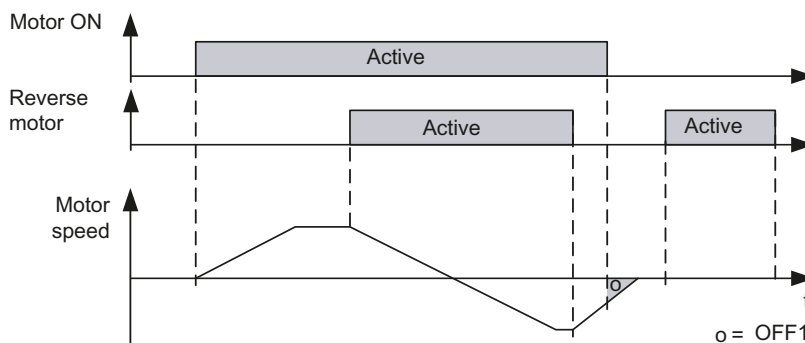 Motor ON
Active
Reverse
motor
Active
Active
Motor
speed
o
t
o = OFF1